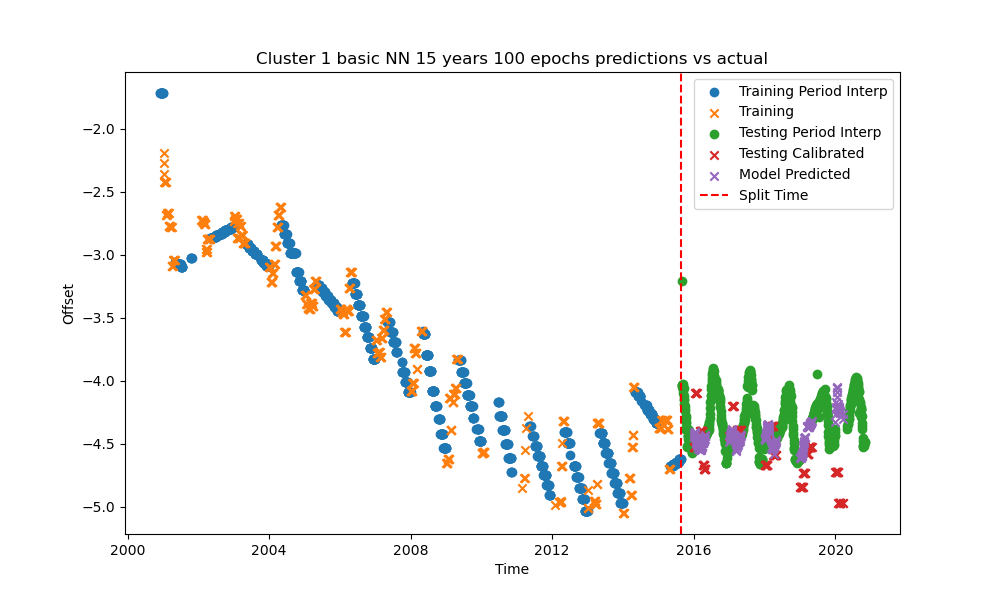 Cluster 1 basic NN 15 years 100 epochs predictions vs actual
Training Period Interp
Training
Testing Period Interp
Testing Calibrated
Model Predicted
Split Time
−2.0
−2.5
−3.0
−3.5
−4.0
−4.5
−5.0
Offset
2000 2004 2008 2012 2016 2020
Time